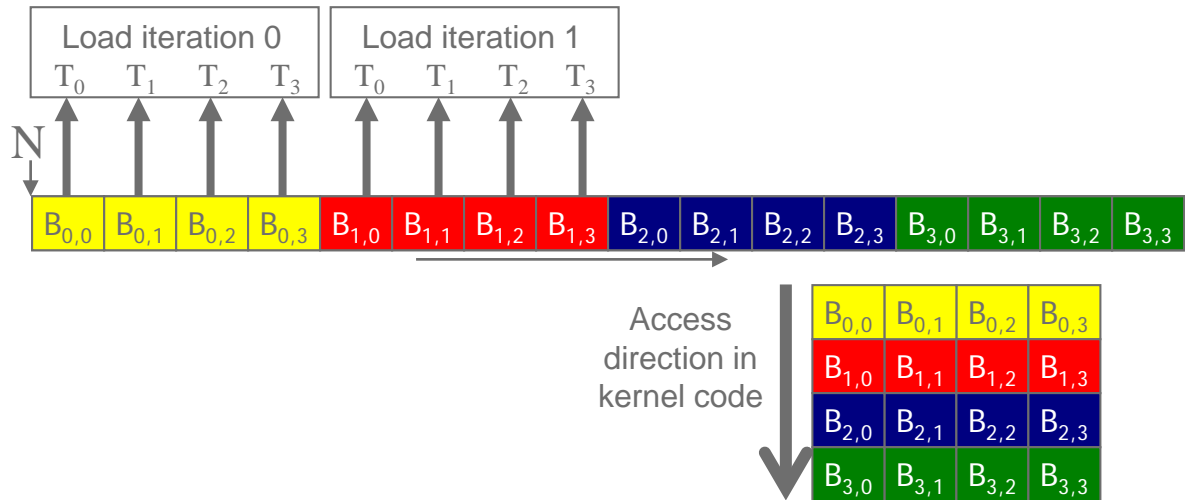 Load iteration 0 Load iteration 1
T₀ T₁ T₂ T₃ T₀ T₁ T₂ T₃
N
B₀,₀ B₀,₁ B₀,₂ B₀,₃ B₁,₀ B₁,₁ B₁,₂ B₁,₃ B₂,₀ B₂,₁ B₂,₂ B₂,₃ B₃,₀ B₃,₁ B₃,₂ B₃,₃
Access
direction in
kernel code
B₀,₀ B₀,₁ B₀,₂ B₀,₃
B₁,₀ B₁,₁ B₁,₂ B₁,₃
B₂,₀ B₂,₁ B₂,₂ B₂,₃
B₃,₀ B₃,₁ B₃,₂ B₃,₃